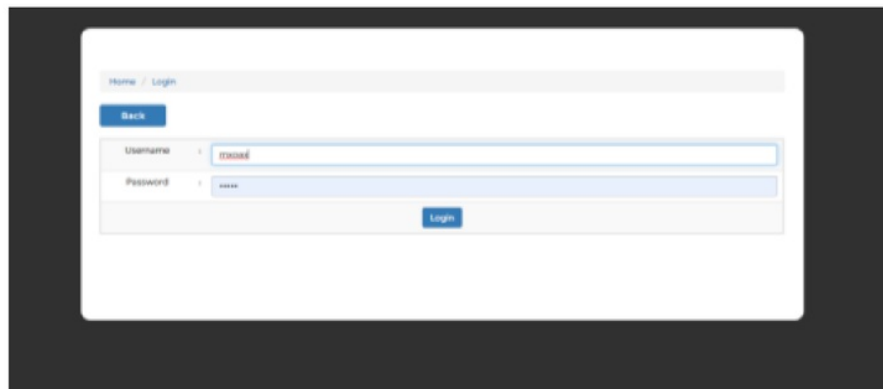 Home / Login
Back
Username :
Password : •••••
Login